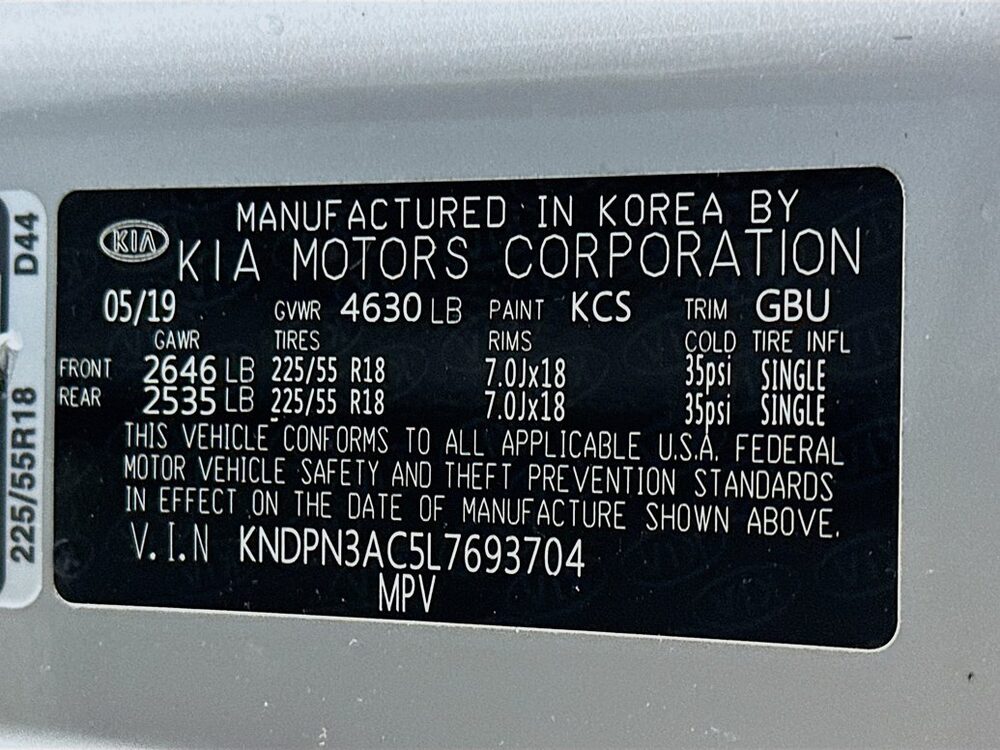 MANUFACTURED IN KOREA BY
KIA
KIA MOTORS CORPORATION
05/19 GVWR 4630 LB PAINT KCS TRIM GBU
GAWR TIRES RIMS COLD TIRE INFL
FRONT 2646 LB 225/55 R18 7.0Jx18 35psi SINGLE
REAR 2535 LB 225/55 R18 7.0Jx18 35psi SINGLE
THIS VEHICLE CONFORMS TO ALL APPLICABLE U.S.A. FEDERAL
MOTOR VEHICLE SAFETY AND THEFT PREVENTION STANDARDS
IN EFFECT ON THE DATE OF MANUFACTURE SHOWN ABOVE.
V.I.N KNDPN3AC5L7693704
MPV
225/55R18 D44